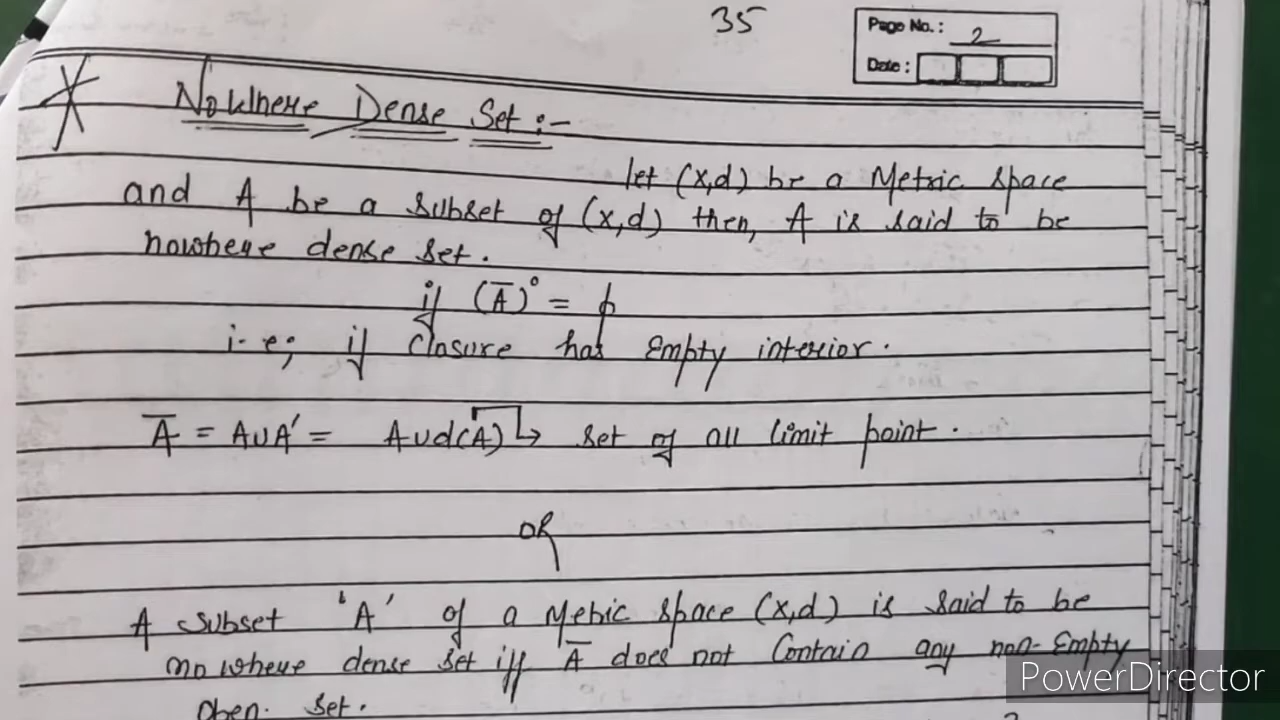 35
Page No.: 2
Date:
Nowhere Dense Set :-
let (x,d) be a Metric space
and A be a subset of (x,d) then, A is said to be
nowhere dense set.
if (A̅)° = ϕ
i.e; if closure has Empty interior.
A̅ = A∪A′ = A∪d(A) ↳ set of all limit point.
OR
A subset 'A' of a Metric space (x,d) is said to be
nowhere dense set iff A̅ does not Contain any non-Empty
Open. Set.
PowerDirector